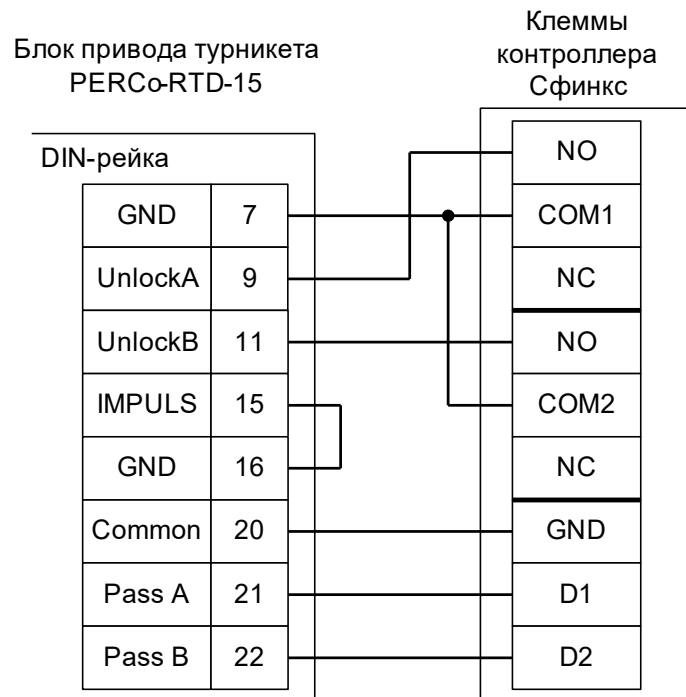 Блок привода турникета
PERCo-RTD-15
Клеммы
контроллера
Сфинкс
DIN-рейка
GND 7
UnlockA 9
UnlockB 11
IMPULS 15
GND 16
Common 20
Pass A 21
Pass B 22
NO
COM1
NC
NO
COM2
NC
GND
D1
D2